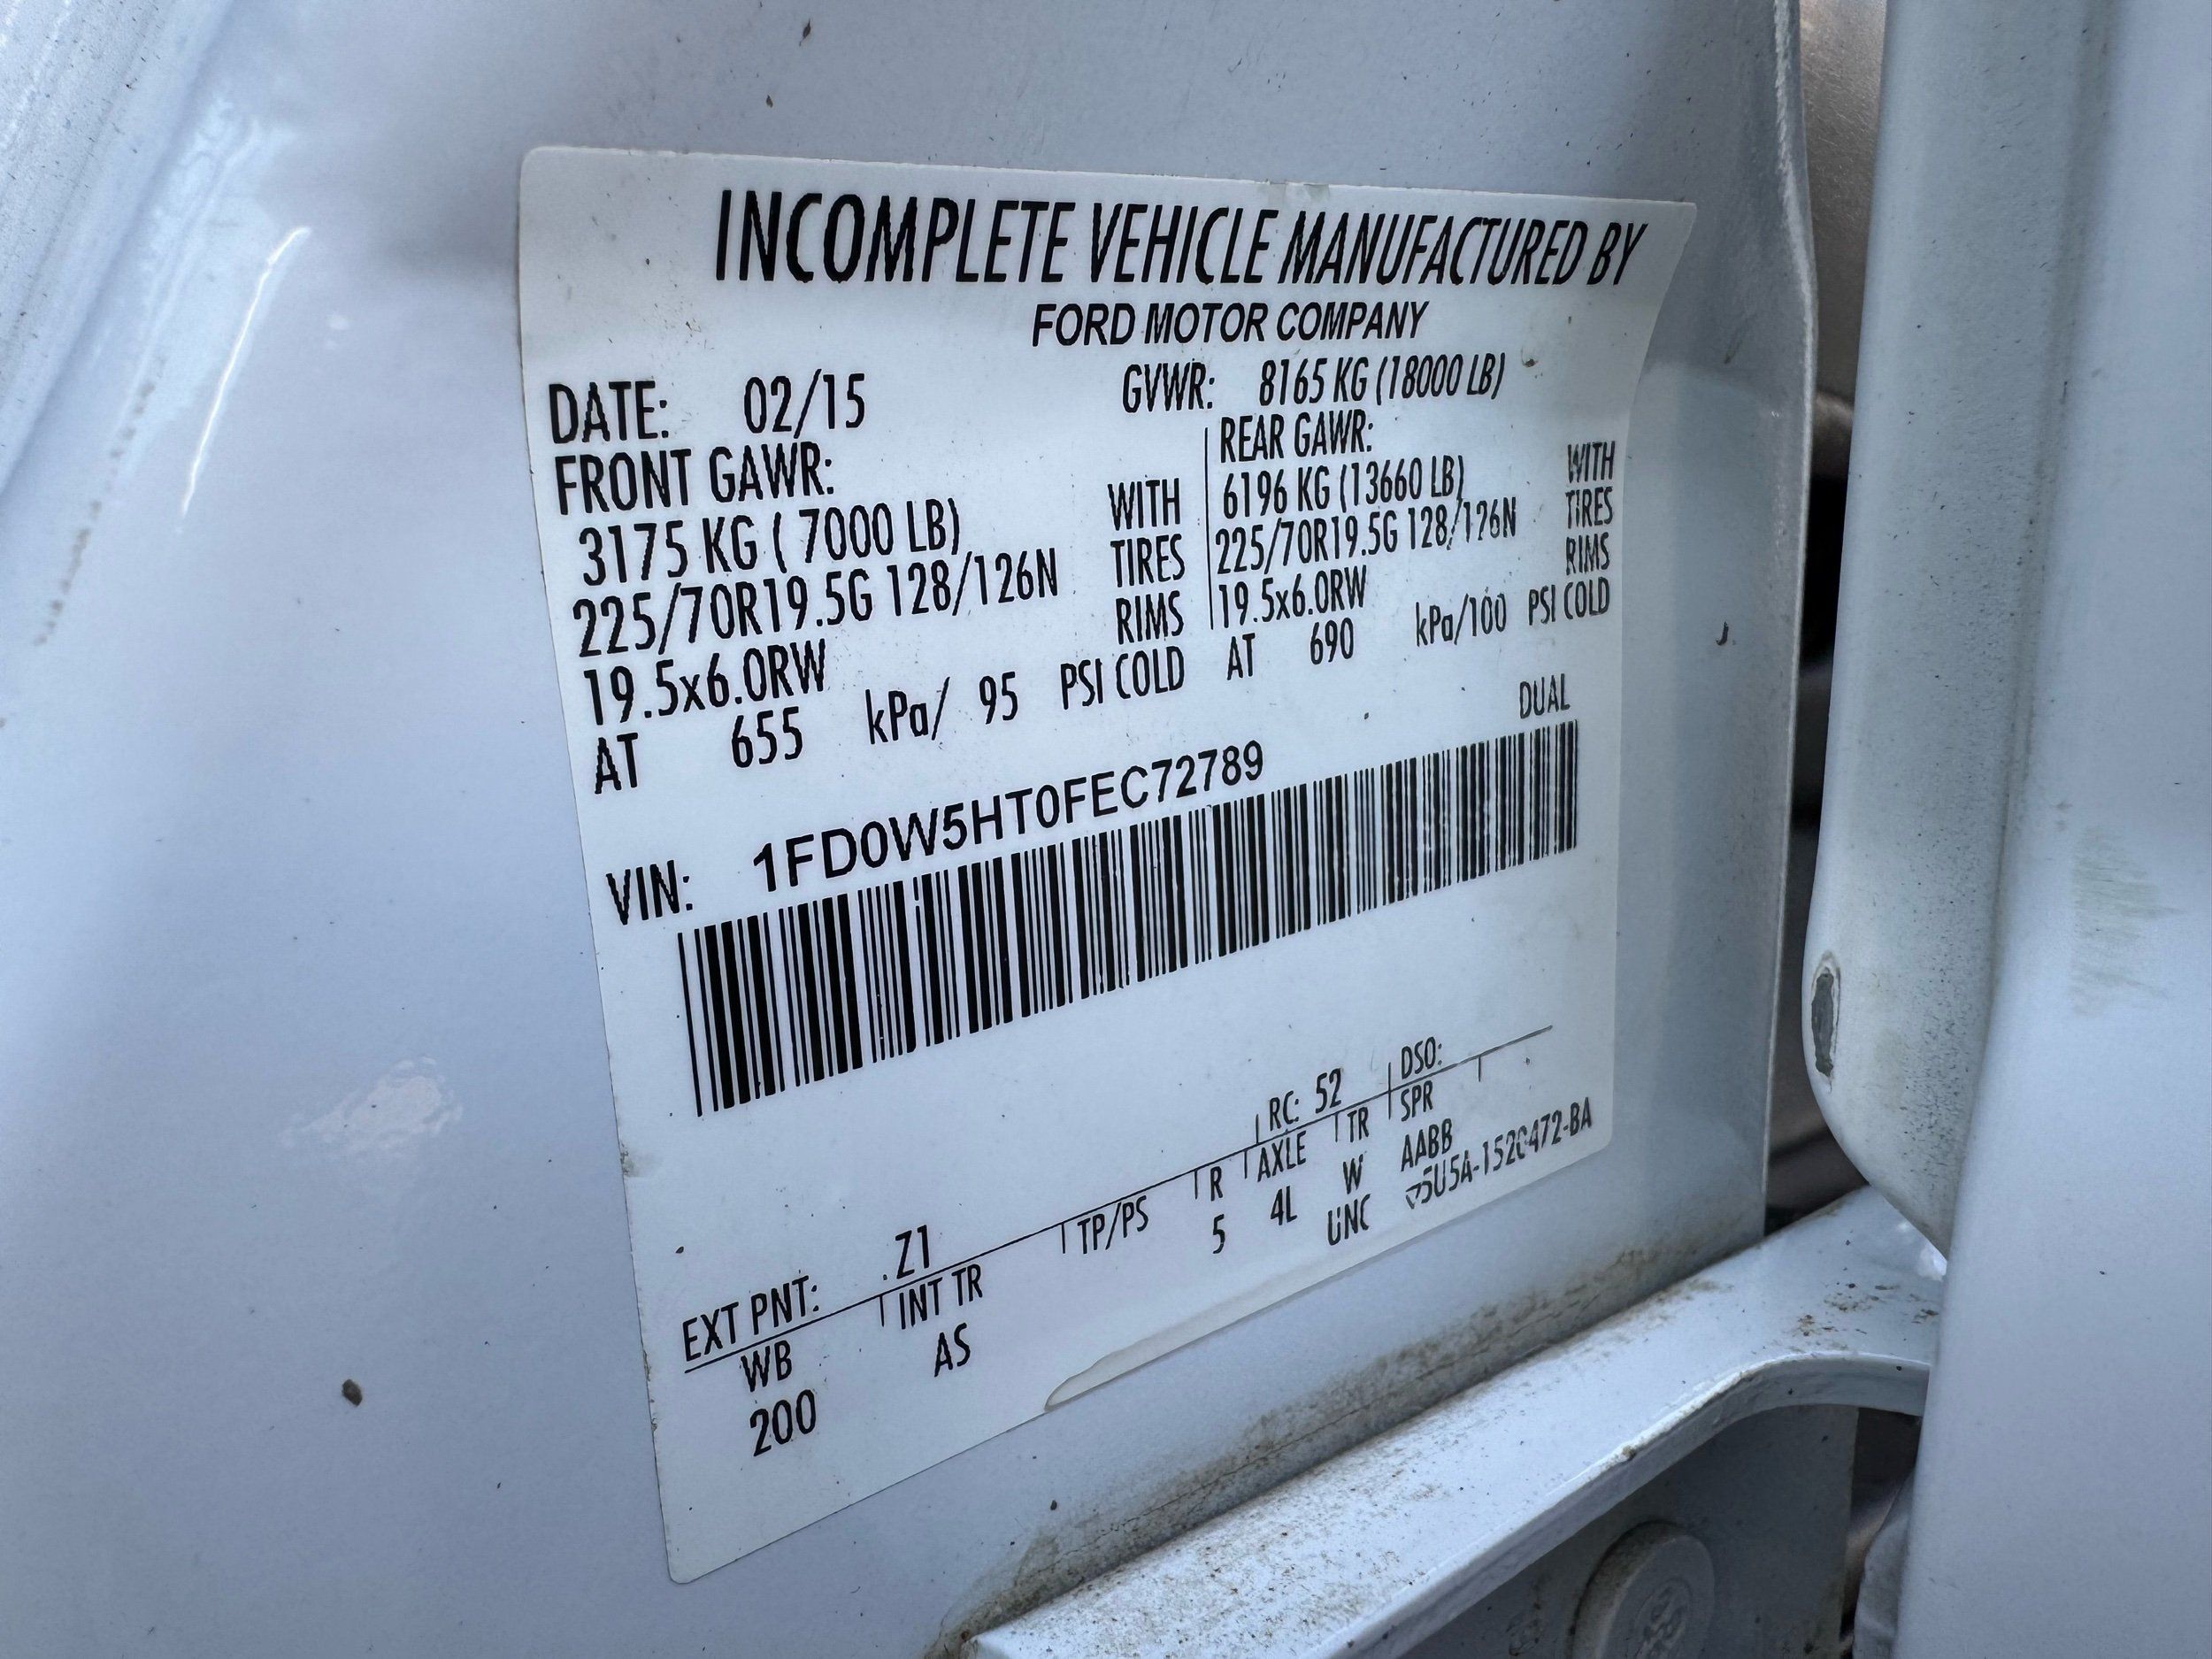 INCOMPLETE VEHICLE MANUFACTURED BY
FORD MOTOR COMPANY
DATE: 02/15 GVWR: 8165 KG (18000 LB)
FRONT GAWR: REAR GAWR:
3175 KG ( 7000 LB) WITH 6196 KG (13660 LB) WITH
225/70R19.5G 128/126N TIRES 225/70R19.5G 128/126N TIRES
19.5x6.0RW RIMS 19.5x6.0RW RIMS
AT 655 kPa/ 95 PSI COLD AT 690 kPa/100 PSI COLD
DUAL
VIN: 1FD0W5HT0FEC72789
EXT PNT: Z1 RC: 52 DSO:
WB INT TR TP/PS R AXLE TR SPR
200 AS 5 4L W AABB
UNC